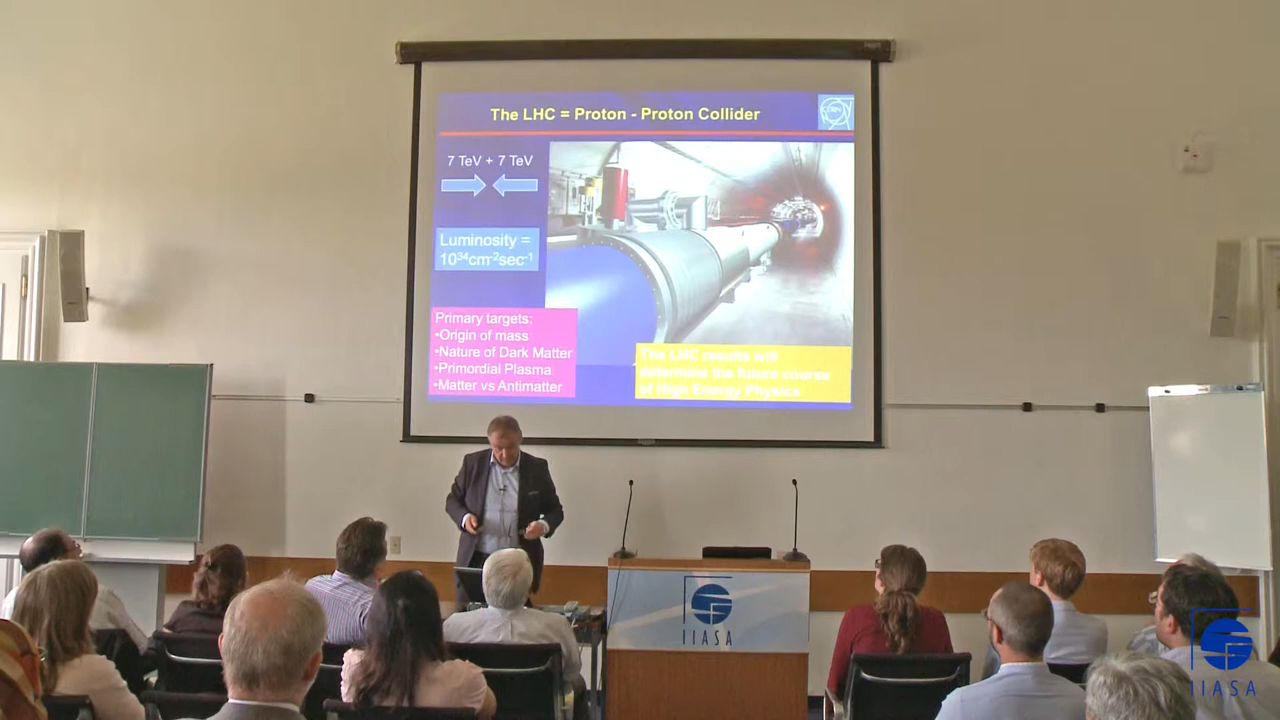 The LHC = Proton - Proton Collider
CERN
7 TeV + 7 TeV
Luminosity =
10³⁴cm⁻²sec⁻¹
Primary targets:
•Origin of mass
•Nature of Dark Matter
•Primordial Plasma
•Matter vs Antimatter
The LHC results will
determine the future course
of High Energy Physics
IIASA
IIASA